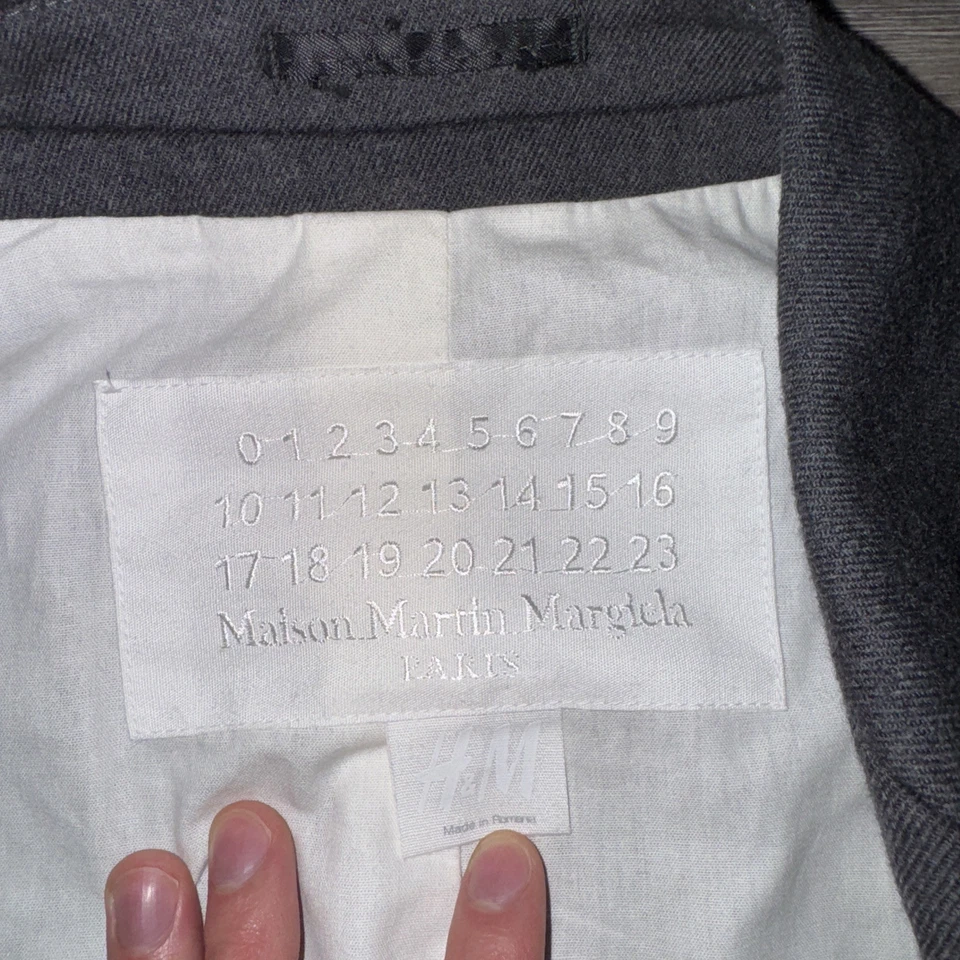 0 1 2 3 4 5 6 7 8 9
10 11 12 13 14 15 16
17 18 19 20 21 22 23
Maison Martin Margiela
PARIS
H&M
Made in Romania